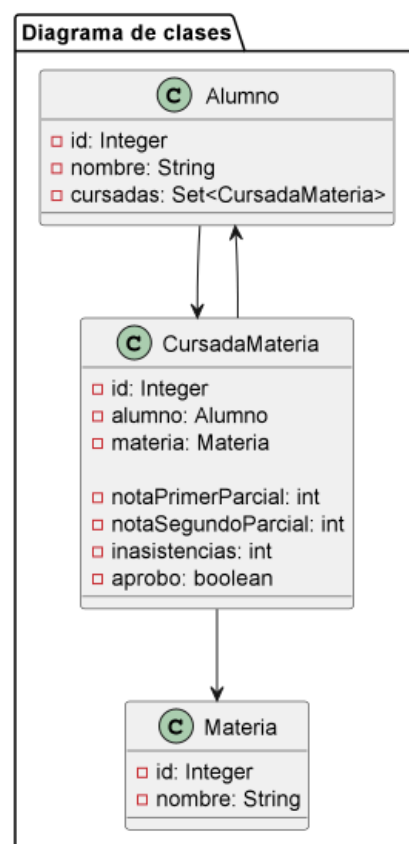 Diagrama de clases
C Alumno
id: Integer
nombre: String
cursadas: Set<CursadaMateria>
C CursadaMateria
id: Integer
alumno: Alumno
materia: Materia
notaPrimerParcial: int
notaSegundoParcial: int
inasistencias: int
aprobo: boolean
C Materia
id: Integer
nombre: String